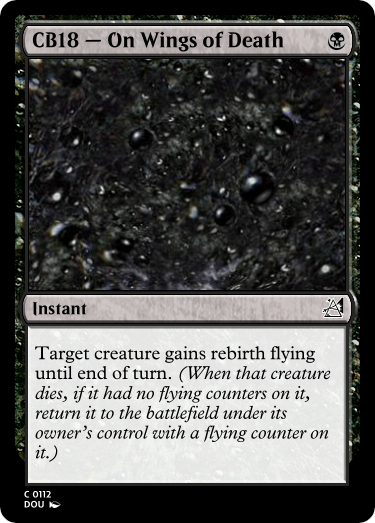 CB18 — On Wings of Death
Instant
Target creature gains rebirth flying
until end of turn. (When that creature
dies, if it had no flying counters on it,
return it to the battlefield under its
owner's control with a flying counter on
it.)
C 0112
DOU